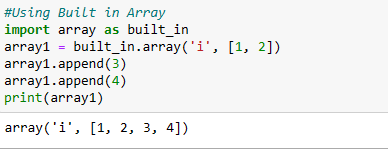 #Using Built in Array
import array as built_in
array1 = built_in.array('i', [1, 2])
array1.append(3)
array1.append(4)
print(array1)
array('i', [1, 2, 3, 4])